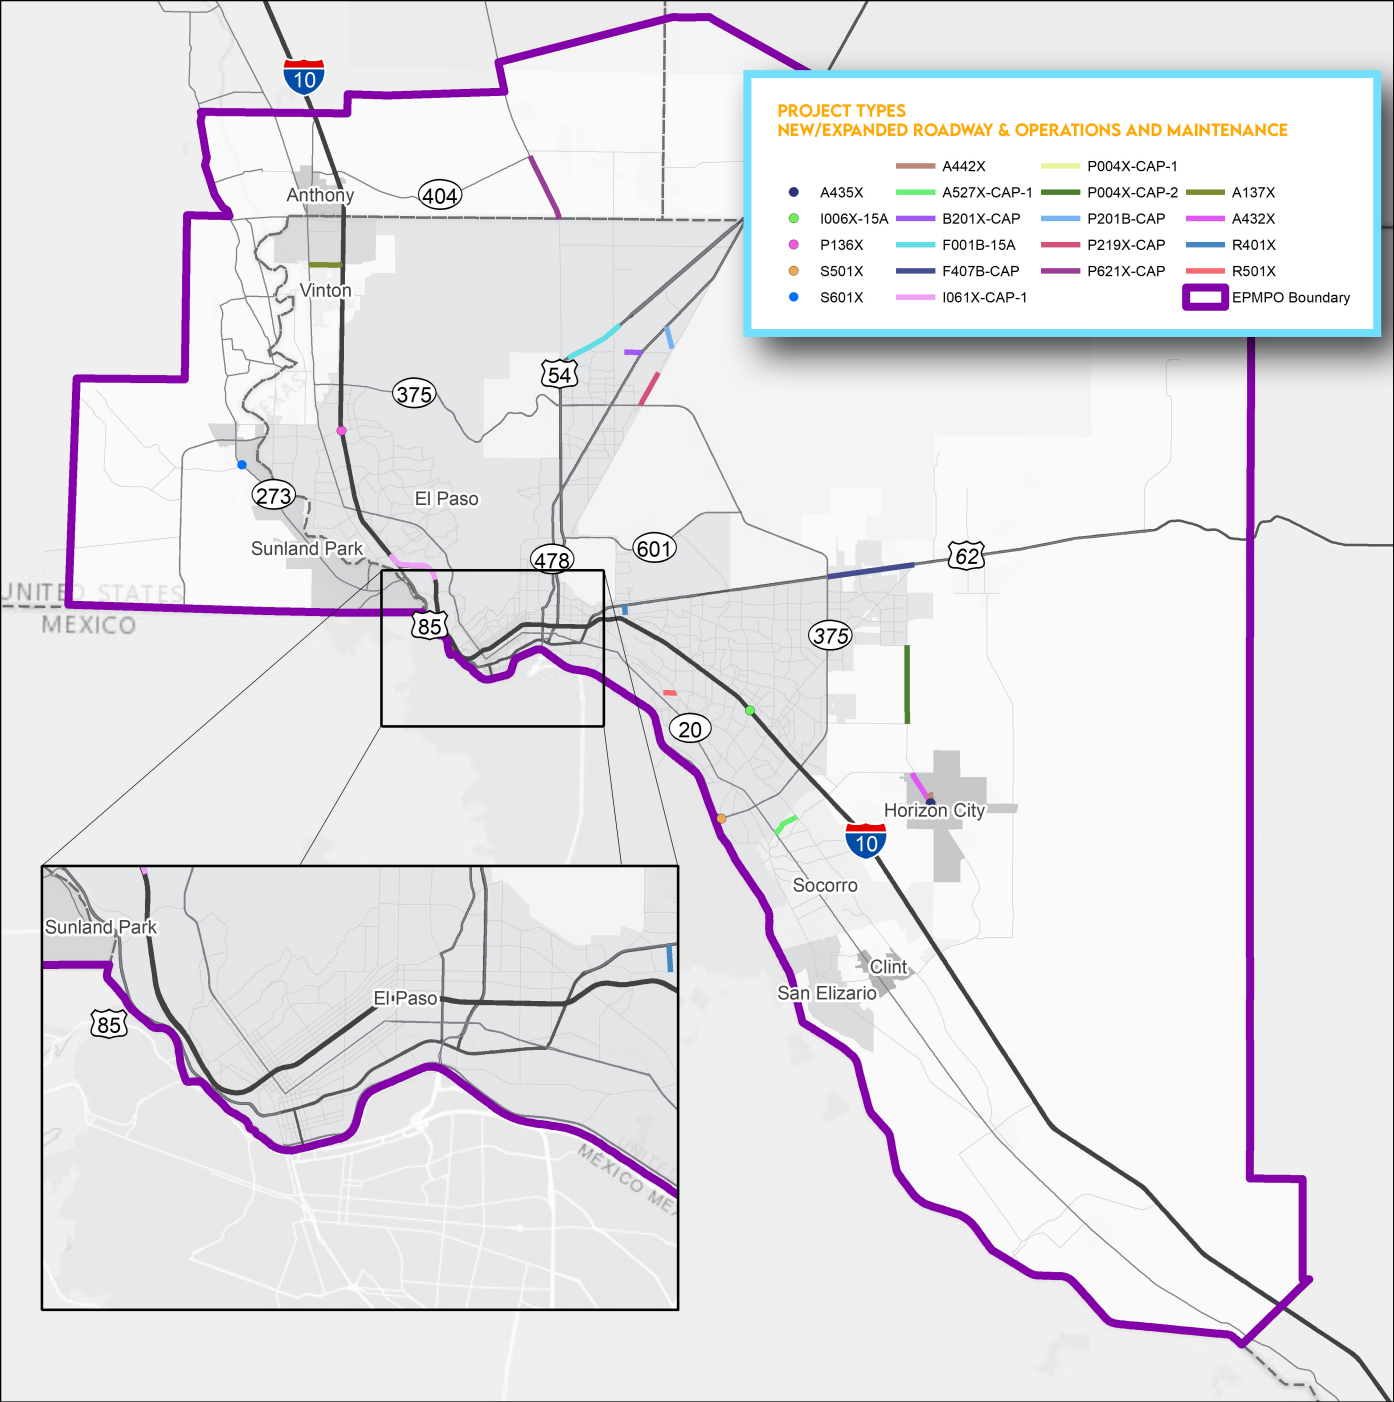 10
PROJECT TYPES
NEW/EXPANDED ROADWAY & OPERATIONS AND MAINTENANCE
A442X
P004X-CAP-1
A435X
A527X-CAP-1
P004X-CAP-2
A137X
I006X-15A
B201X-CAP
P201B-CAP
A432X
P136X
F001B-15A
P219X-CAP
R401X
S501X
F407B-CAP
P621X-CAP
R501X
S601X
I061X-CAP-1
EPMPO Boundary
Anthony
404
Vinton
54
375
TEXAS
273
El Paso
Sunland Park
478
601
62
UNITED STATES
MEXICO
85
375
20
Horizon City
10
Socorro
Clint
San Elizario
Sunland Park
El Paso
85
UNITED
MÉXICO